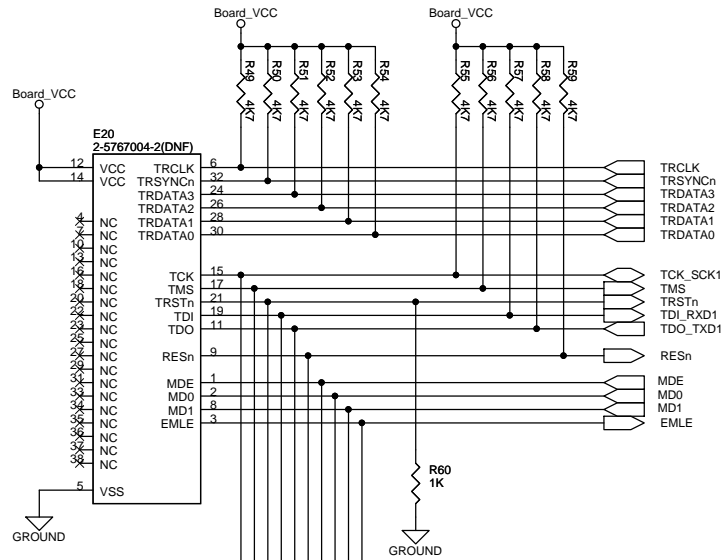 Board_VCC
Board_VCC
R49
4K7
R50
4K7
R51
4K7
R52
4K7
R53
4K7
R54
4K7
R55
4K7
R56
4K7
R57
4K7
R58
4K7
R59
4K7
Board_VCC
E20
2-5767004-2(DNF)
12 VCC TRCLK 6 TRCLK
14 VCC TRSYNCn 32 TRSYNCn
TRDATA3 24 TRDATA3
TRDATA2 26 TRDATA2
4 NC TRDATA1 28 TRDATA1
7 NC TRDATA0 30 TRDATA0
10 NC
13 NC
16 NC TCK 15 TCK_SCK1
18 NC TMS 17 TMS
20 NC TRSTn 21 TRSTn
22 NC TDI 19 TDI_RXD1
23 NC TDO 11 TDO_TXD1
25 NC
27 NC RESn 9 RESn
29 NC
31 NC MDE 1 MDE
33 NC MD0 2 MD0
34 NC MD1 8 MD1
35 NC EMLE 3 EMLE
36 NC
37 NC
38 NC
5 VSS
R60
1K
GROUND
GROUND